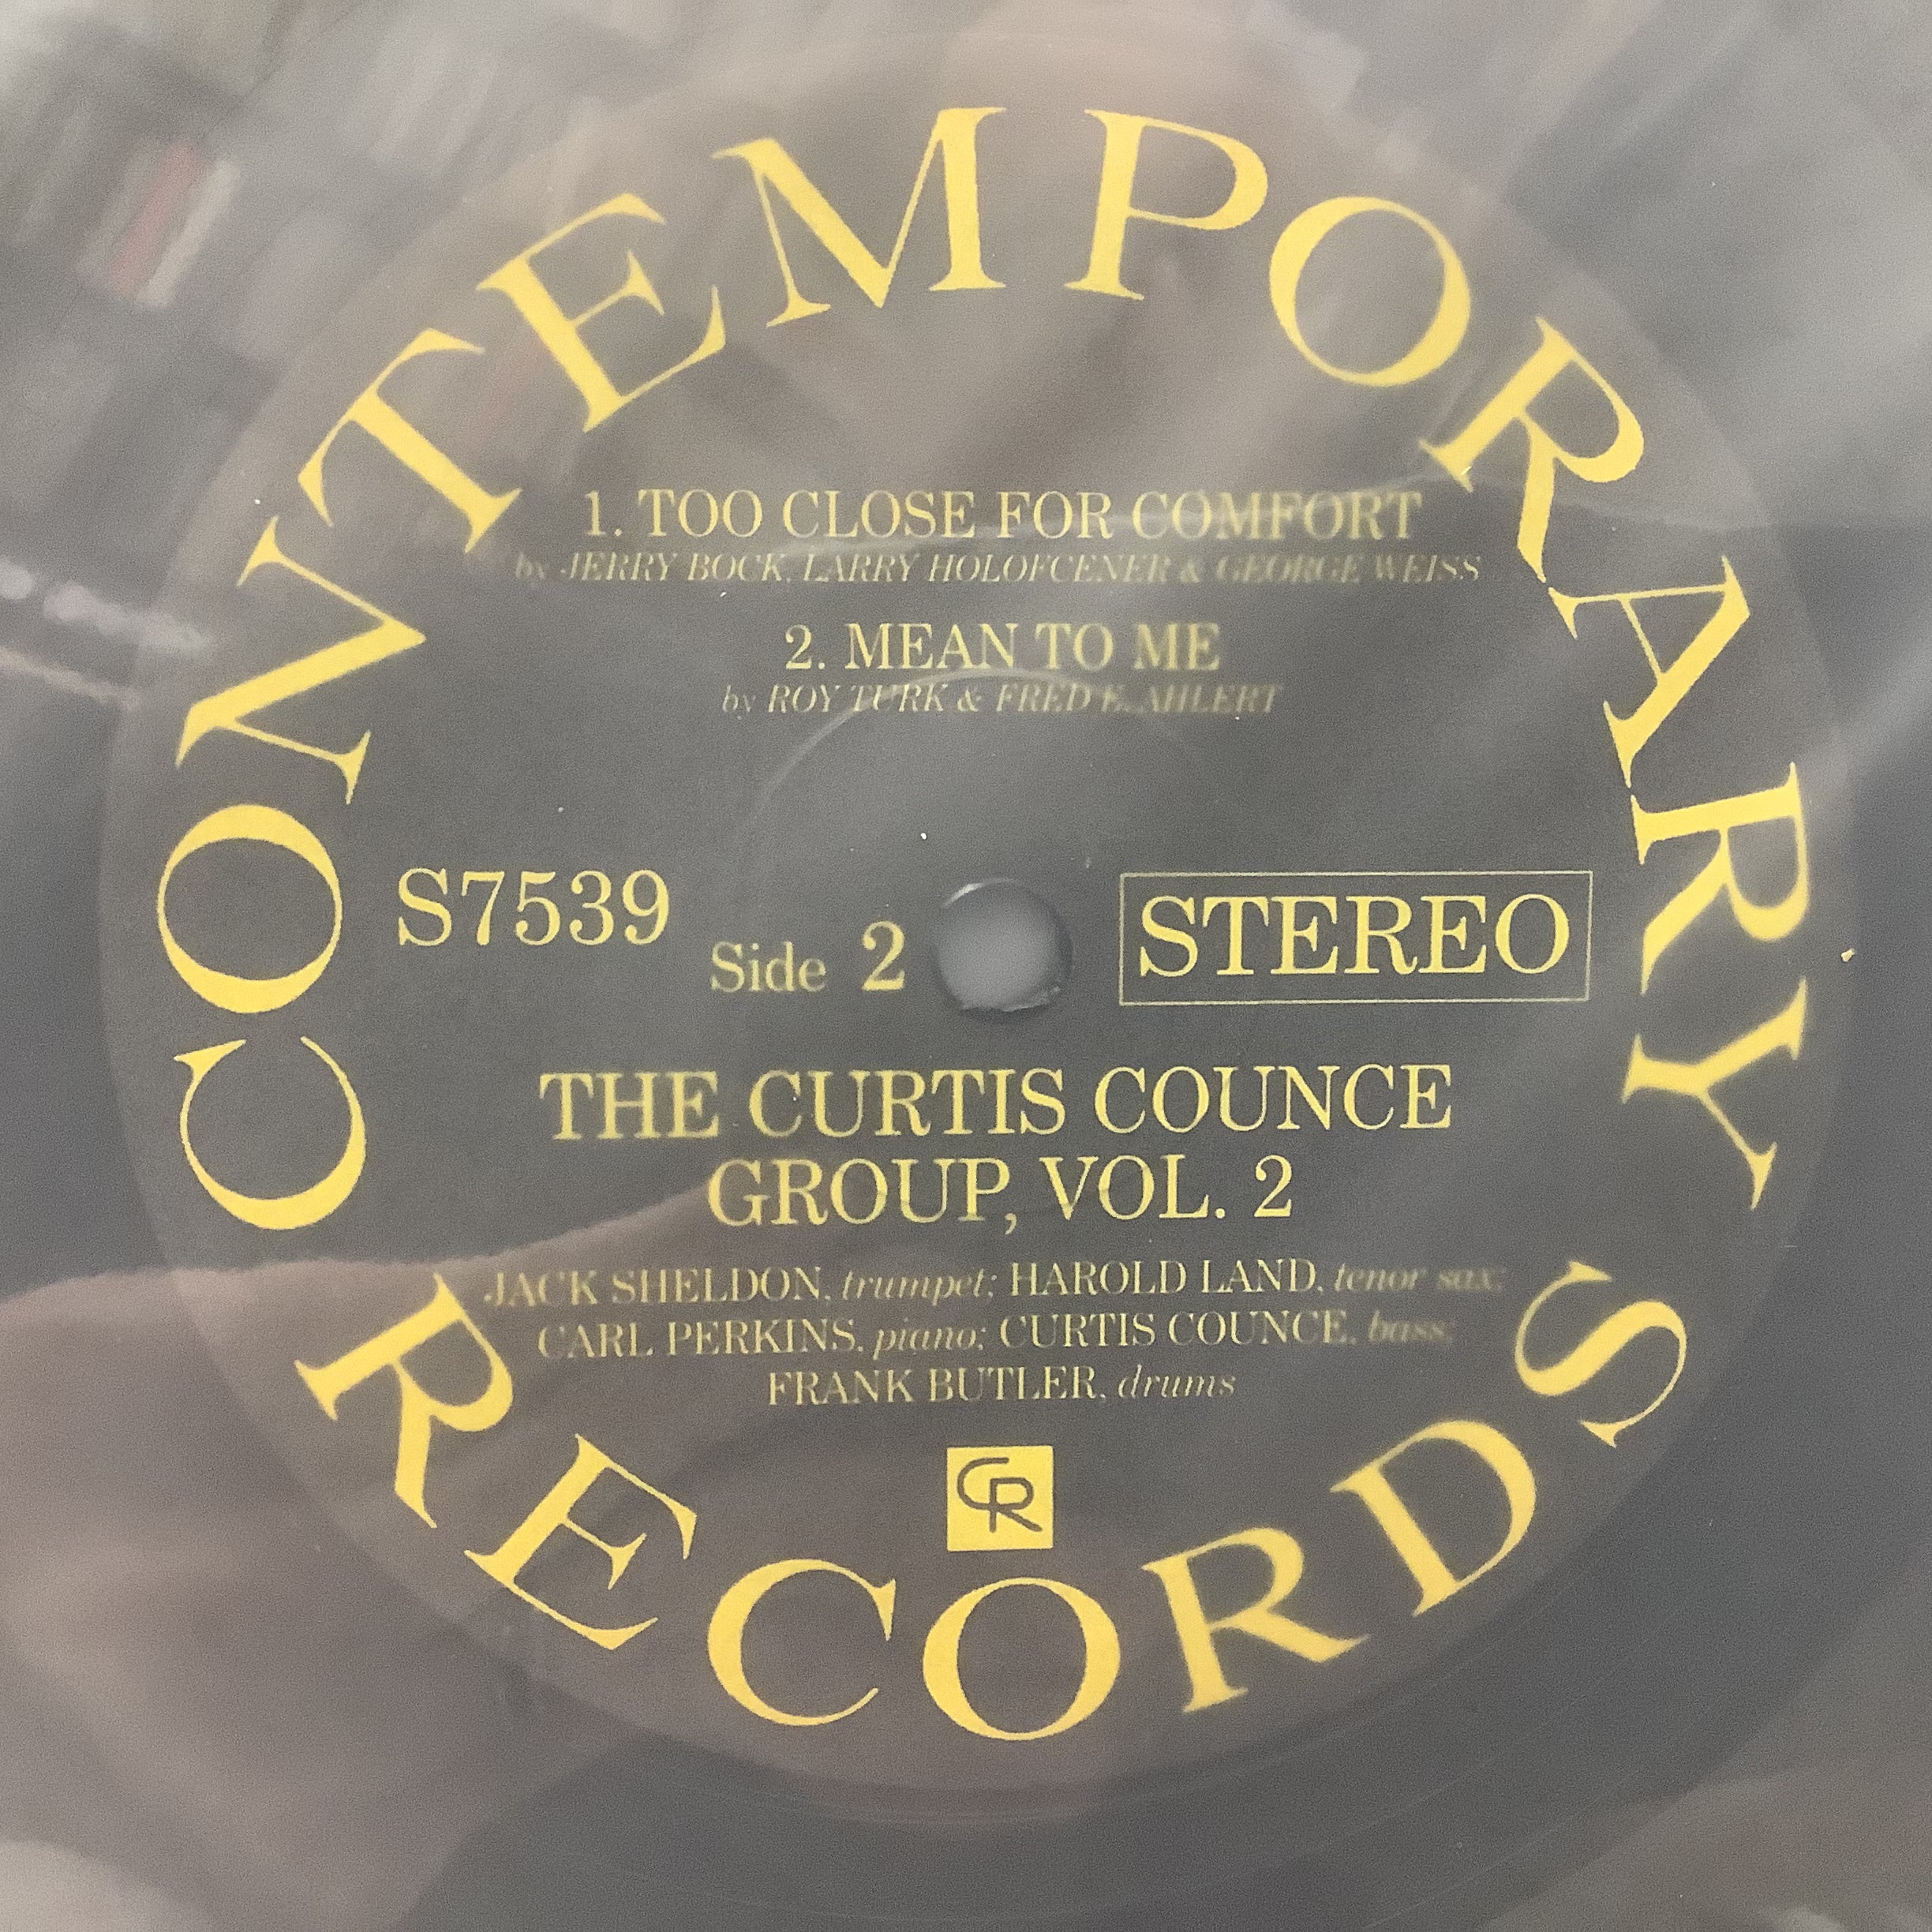 CONTEMPORARY
1. TOO CLOSE FOR COMFORT
by JERRY BOCK, LARRY HOLOFCENER & GEORGE WEISS
2. MEAN TO ME
by ROY TURK & FRED E. AHLERT
S7539
Side 2
STEREO
THE CURTIS COUNCE
GROUP, VOL. 2
JACK SHELDON, trumpet; HAROLD LAND, tenor sax;
CARL PERKINS, piano; CURTIS COUNCE, bass;
FRANK BUTLER, drums
CR
RECORDS